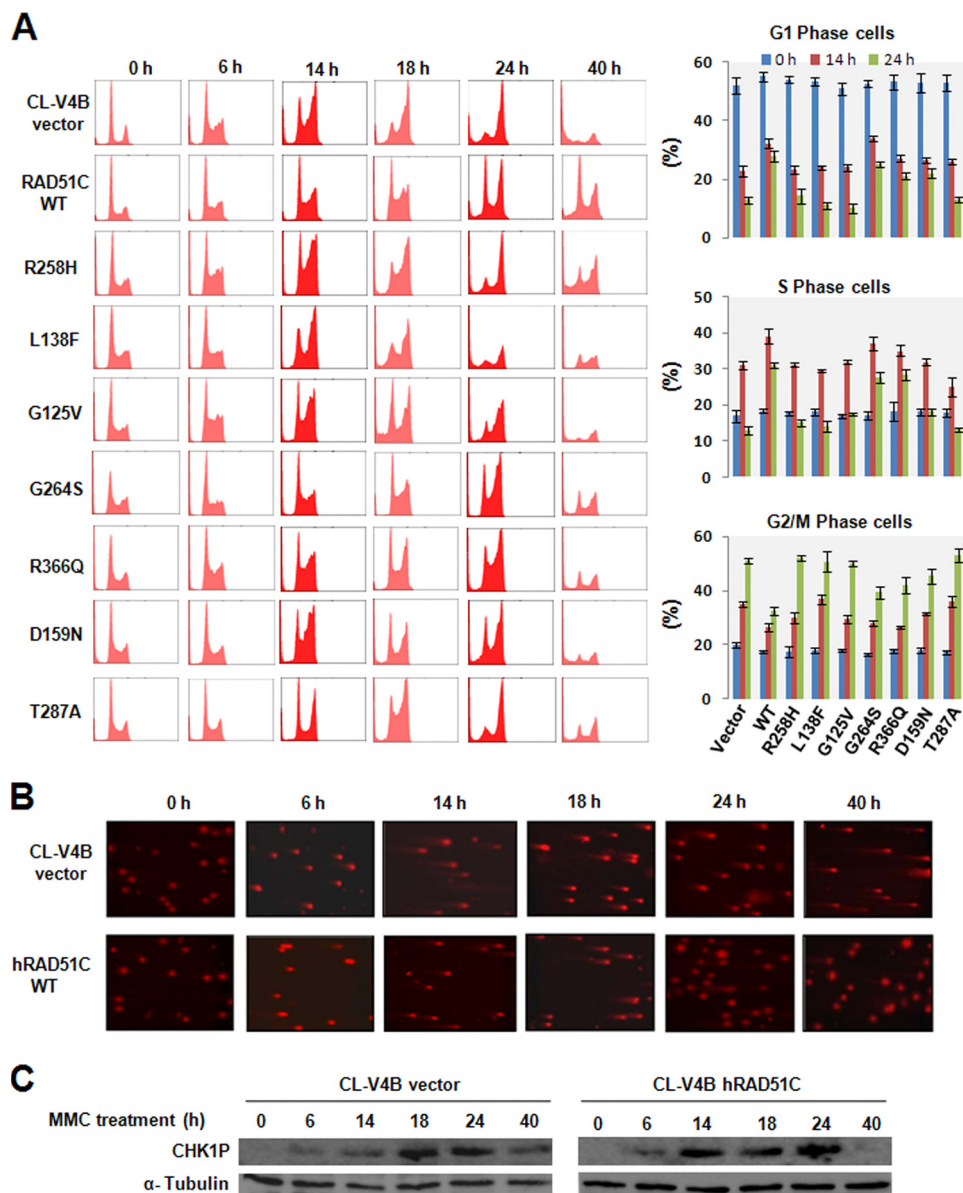 A
0 h 6 h 14 h 18 h 24 h 40 h
CL-V4B
vector
RAD51C
WT
R258H
L138F
G125V
G264S
R366Q
D159N
T287A
G1 Phase cells
0 h 14 h 24 h
60
40
20
0
(%)
S Phase cells
50
40
30
20
10
0
(%)
G2/M Phase cells
60
40
20
0
(%)
Vector WT R258H L138F G125V G264S R366Q D159N T287A
B
0 h 6 h 14 h 18 h 24 h 40 h
CL-V4B
vector
hRAD51C
WT
C
CL-V4B vector CL-V4B hRAD51C
MMC treatment (h) 0 6 14 18 24 40 0 6 14 18 24 40
CHK1P
α- Tubulin